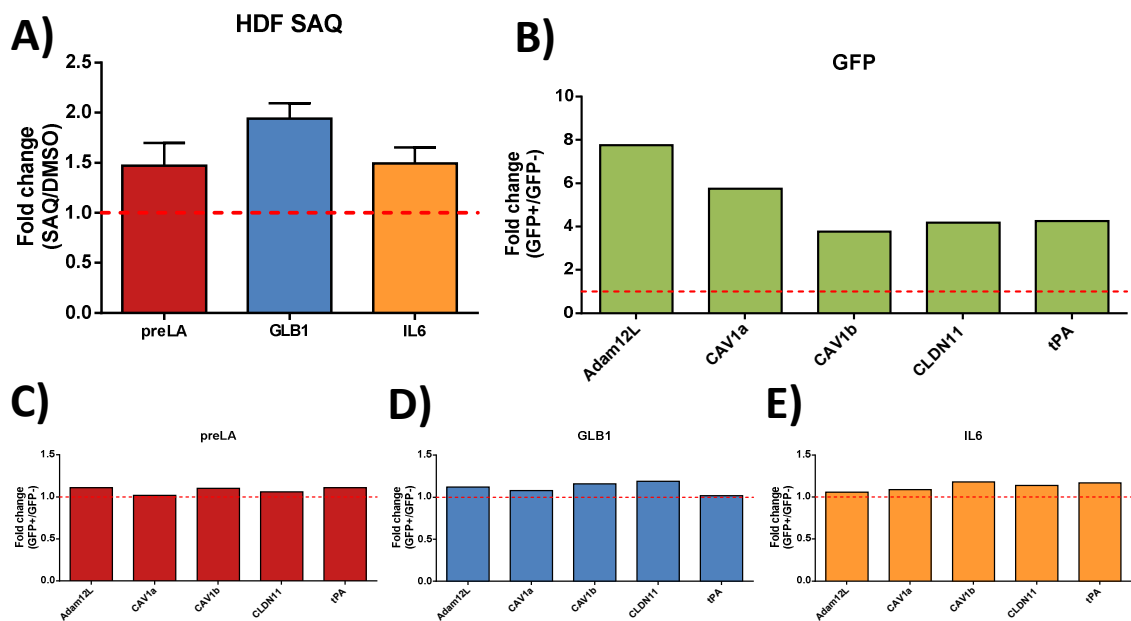 A)
HDF SAQ
Fold change
(SAQ/DMSO)
2.5
2.0
1.5
1.0
0.5
0.0
preLA GLB1 IL6
B)
GFP
Fold change
(GFP+/GFP-)
10
8
6
4
2
0
Adam12L CAV1a CAV1b CLDN11 tPA
C)
preLA
Fold change
(GFP+/GFP-)
1.5
1.0
0.5
0.0
Adam12L CAV1a CAV1b CLDN11 tPA
D)
GLB1
Fold change
(GFP+/GFP-)
1.5
1.0
0.5
0.0
Adam12L CAV1a CAV1b CLDN11 tPA
E)
IL6
Fold change
(GFP+/GFP-)
1.5
1.0
0.5
0.0
Adam12L CAV1a CAV1b CLDN11 tPA